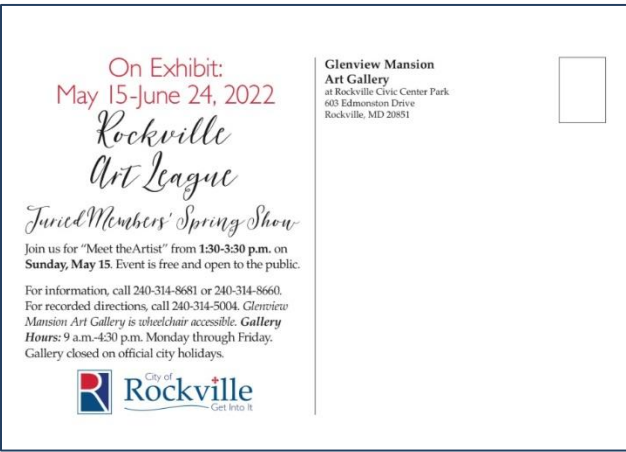 On Exhibit:
May 15-June 24, 2022
Rockville
Art League
Juried Members' Spring Show
Join us for "Meet theArtist" from 1:30-3:30 p.m. on
Sunday, May 15. Event is free and open to the public.
For information, call 240-314-8681 or 240-314-8660.
For recorded directions, call 240-314-5004. Glenview
Mansion Art Gallery is wheelchair accessible. Gallery
Hours: 9 a.m.-4:30 p.m. Monday through Friday.
Gallery closed on official city holidays.
R
City of
Rockville
Get Into It
Glenview Mansion
Art Gallery
at Rockville Civic Center Park
603 Edmonston Drive
Rockville, MD 20851